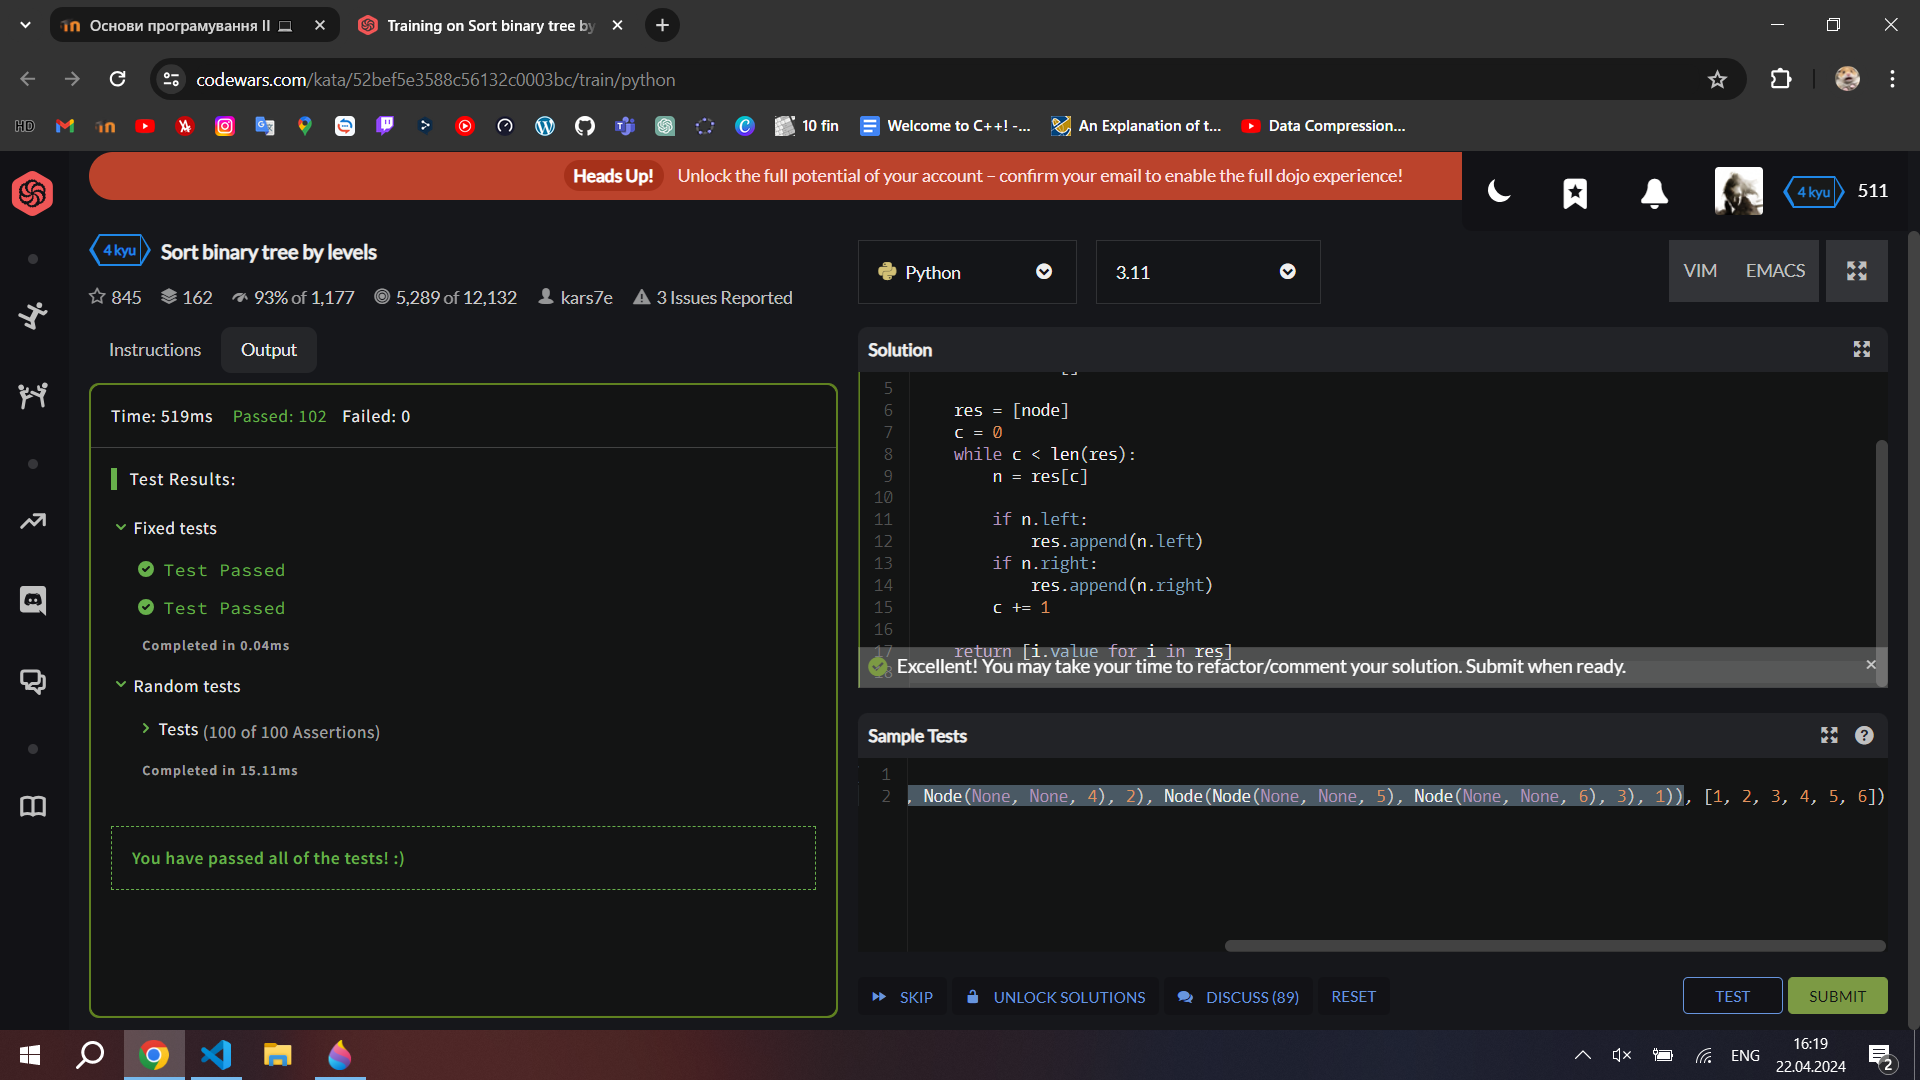 Основи програмування II
Training on Sort binary tree by
codewars.com/kata/52bef5e3588c56132c0003bc/train/python
HD
10 fin
Welcome to C++! -...
An Explanation of t...
Data Compression...
Heads Up! Unlock the full potential of your account – confirm your email to enable the full dojo experience!
4 kyu 511
4 kyu Sort binary tree by levels
845 162 93% of 1,177 5,289 of 12,132 kars7e 3 Issues Reported
Python
3.11
VIM EMACS
Instructions Output
Time: 519ms Passed: 102 Failed: 0
Test Results:
Fixed tests
Test Passed
Test Passed
Completed in 0.04ms
Random tests
Tests (100 of 100 Assertions)
Completed in 15.11ms
You have passed all of the tests! :)
Solution
5
6 res = [node]
7 c = 0
8 while c < len(res):
9 n = res[c]
10
11 if n.left:
12 res.append(n.left)
13 if n.right:
14 res.append(n.right)
15 c += 1
16
17 return [i.value for i in res]
18
Excellent! You may take your time to refactor/comment your solution. Submit when ready.
Sample Tests
1
2 , Node(None, None, 4), 2), Node(Node(None, None, 5), Node(None, None, 6), 3), 1)), [1, 2, 3, 4, 5, 6])
SKIP UNLOCK SOLUTIONS DISCUSS (89) RESET TEST SUBMIT
ENG
16:19
22.04.2024
2